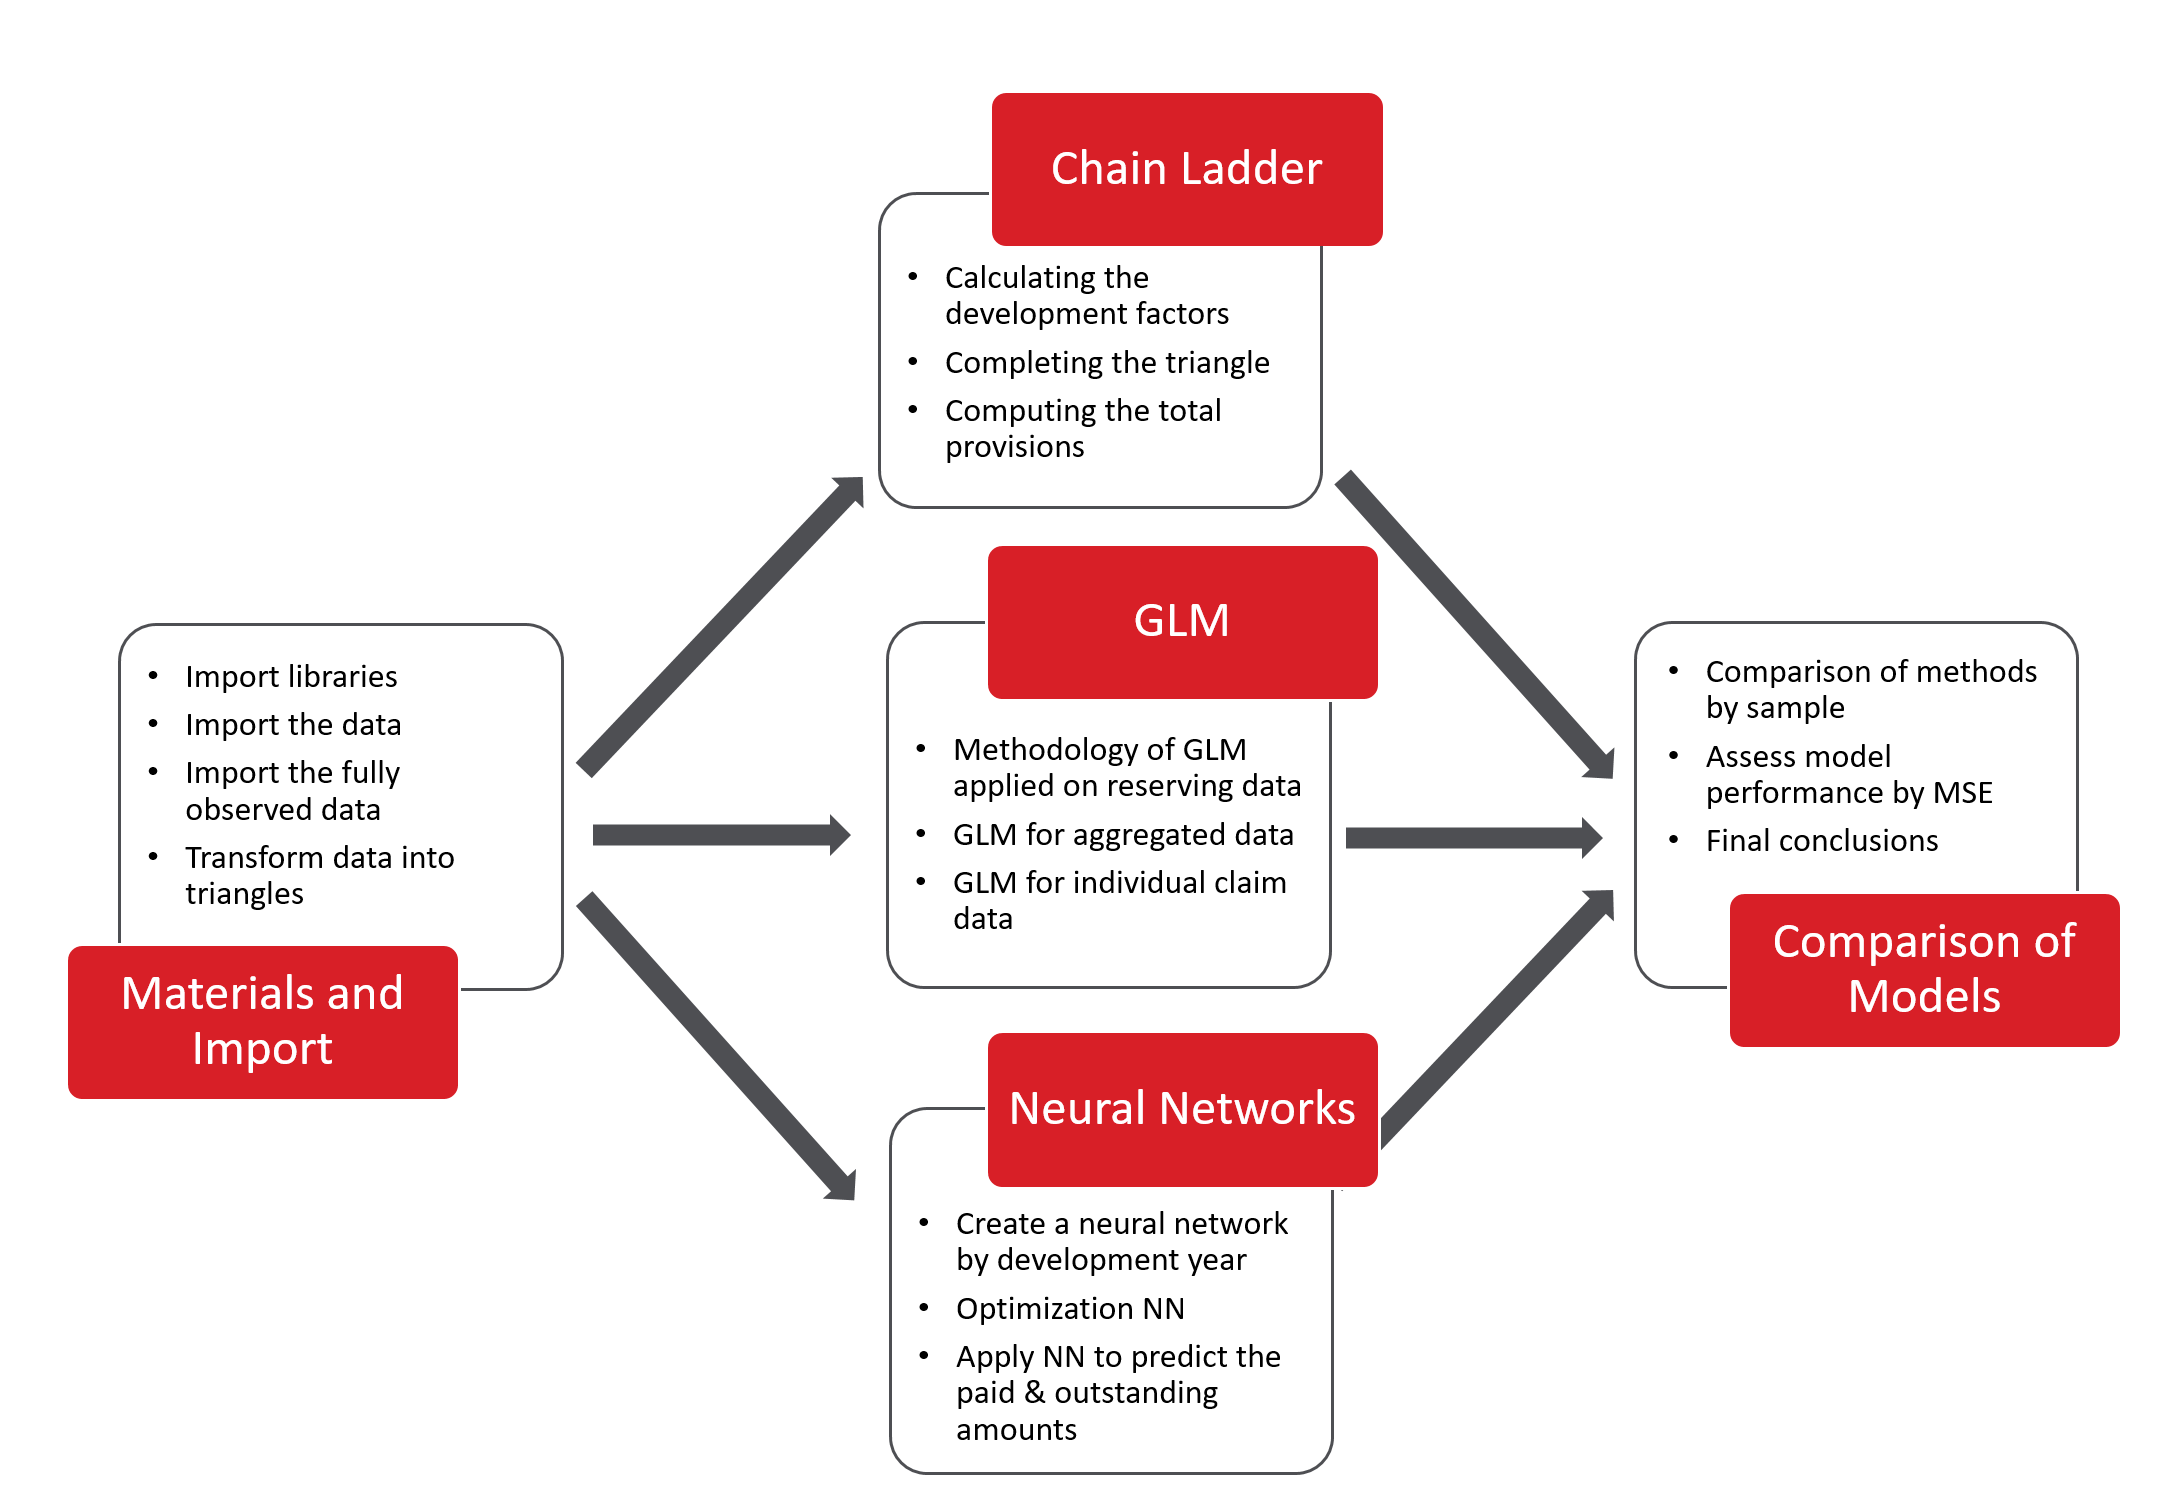 Chain Ladder
• Calculating the
development factors
• Completing the triangle
• Computing the total
provisions
GLM
• Methodology of GLM
applied on reserving data
• GLM for aggregated data
• GLM for individual claim
data
• Import libraries
• Import the data
• Import the fully
observed data
• Transform data into
triangles
Materials and
Import
• Comparison of methods
by sample
• Assess model
performance by MSE
• Final conclusions
Comparison of
Models
Neural Networks
• Create a neural network
by development year
• Optimization NN
• Apply NN to predict the
paid & outstanding
amounts